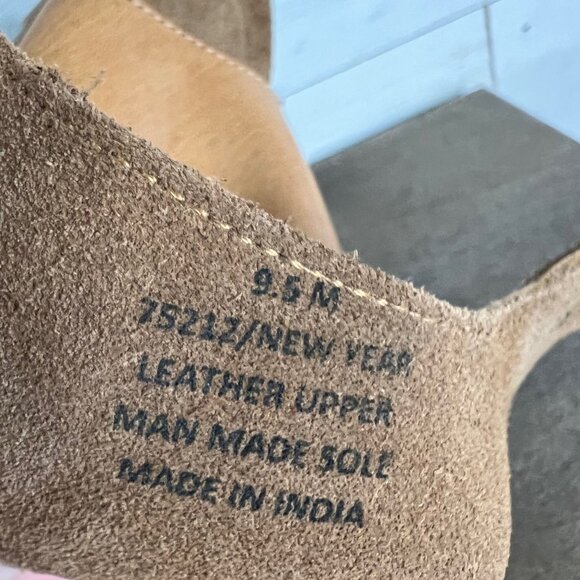 9.5 M
75212/NEW YEAR
LEATHER UPPER
MAN MADE SOLE
MADE IN INDIA